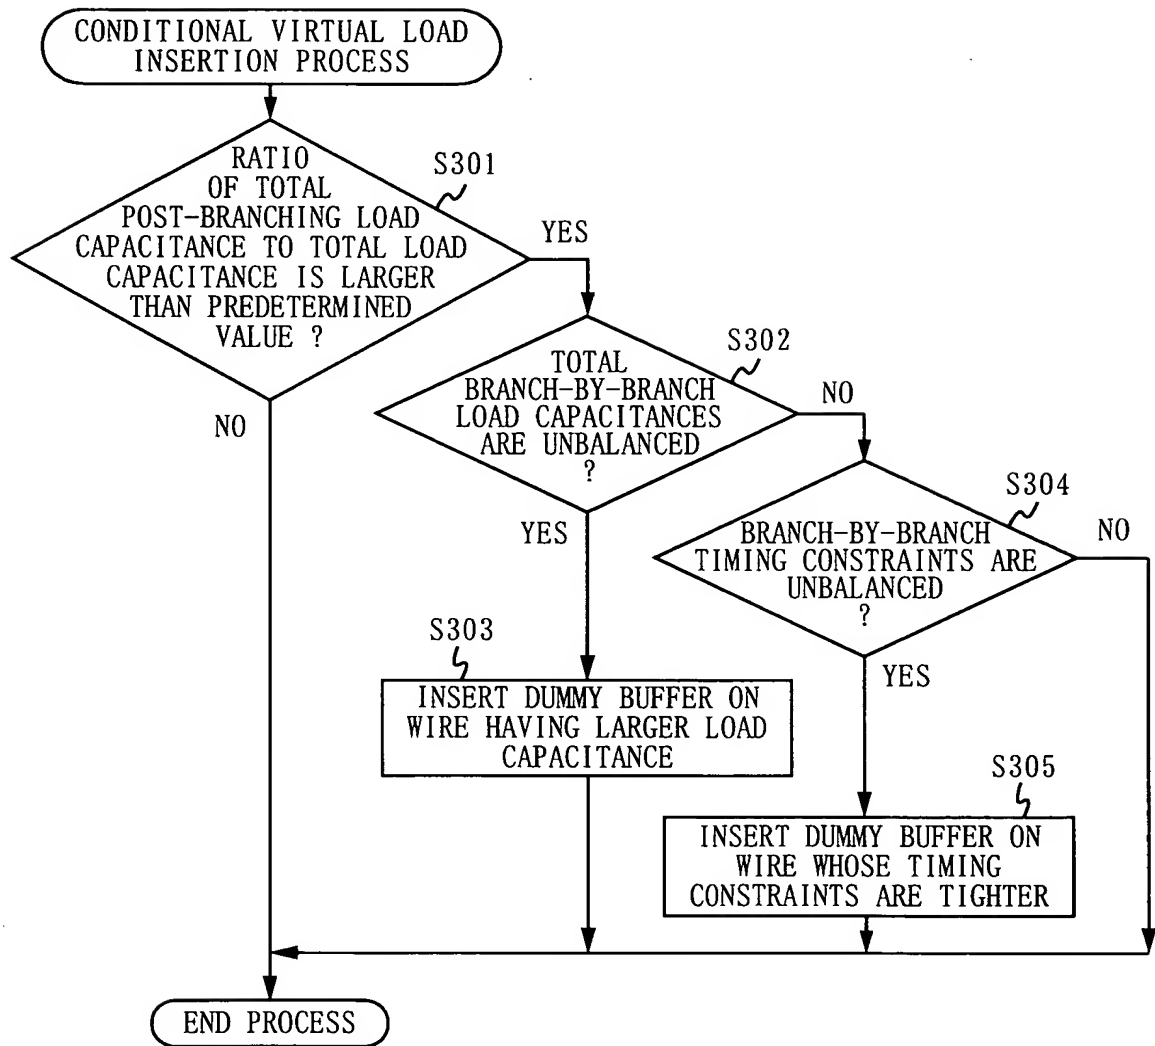 CONDITIONAL VIRTUAL LOAD
INSERTION PROCESS
S301
RATIO
OF TOTAL
POST-BRANCHING LOAD
CAPACITANCE TO TOTAL LOAD
CAPACITANCE IS LARGER
THAN PREDETERMINED
VALUE ?
YES
NO
S302
TOTAL
BRANCH-BY-BRANCH
LOAD CAPACITANCES
ARE UNBALANCED
?
NO
YES
S304
BRANCH-BY-BRANCH
TIMING CONSTRAINTS ARE
UNBALANCED
?
NO
YES
S303
INSERT DUMMY BUFFER ON
WIRE HAVING LARGER LOAD
CAPACITANCE
S305
INSERT DUMMY BUFFER ON
WIRE WHOSE TIMING
CONSTRAINTS ARE TIGHTER
END PROCESS